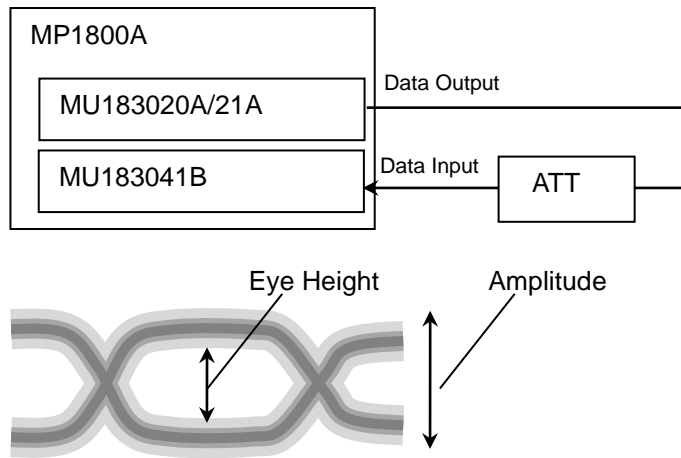 MP1800A
Data Output
MU183020A/21A
Data Input
MU183041B
ATT
Eye Height
Amplitude